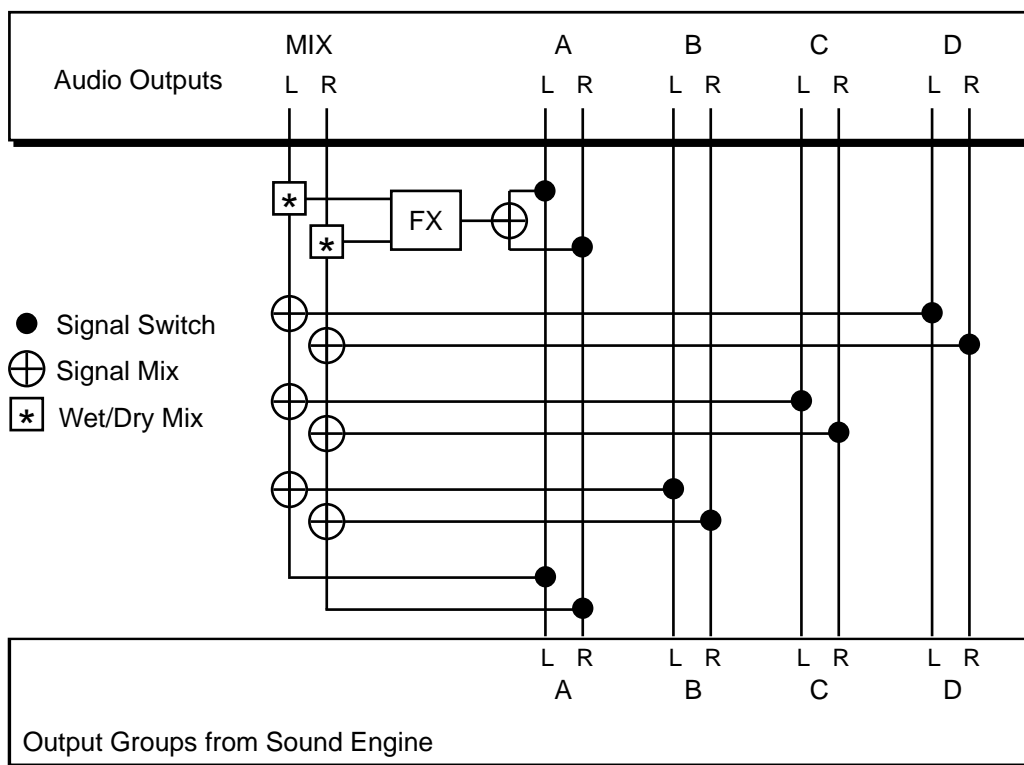 MIX A B C D
Audio Outputs
L R L R L R L R L R
* FX
*
Signal Switch
Signal Mix
* Wet/Dry Mix
L R L R L R L R
A B C D
Output Groups from Sound Engine